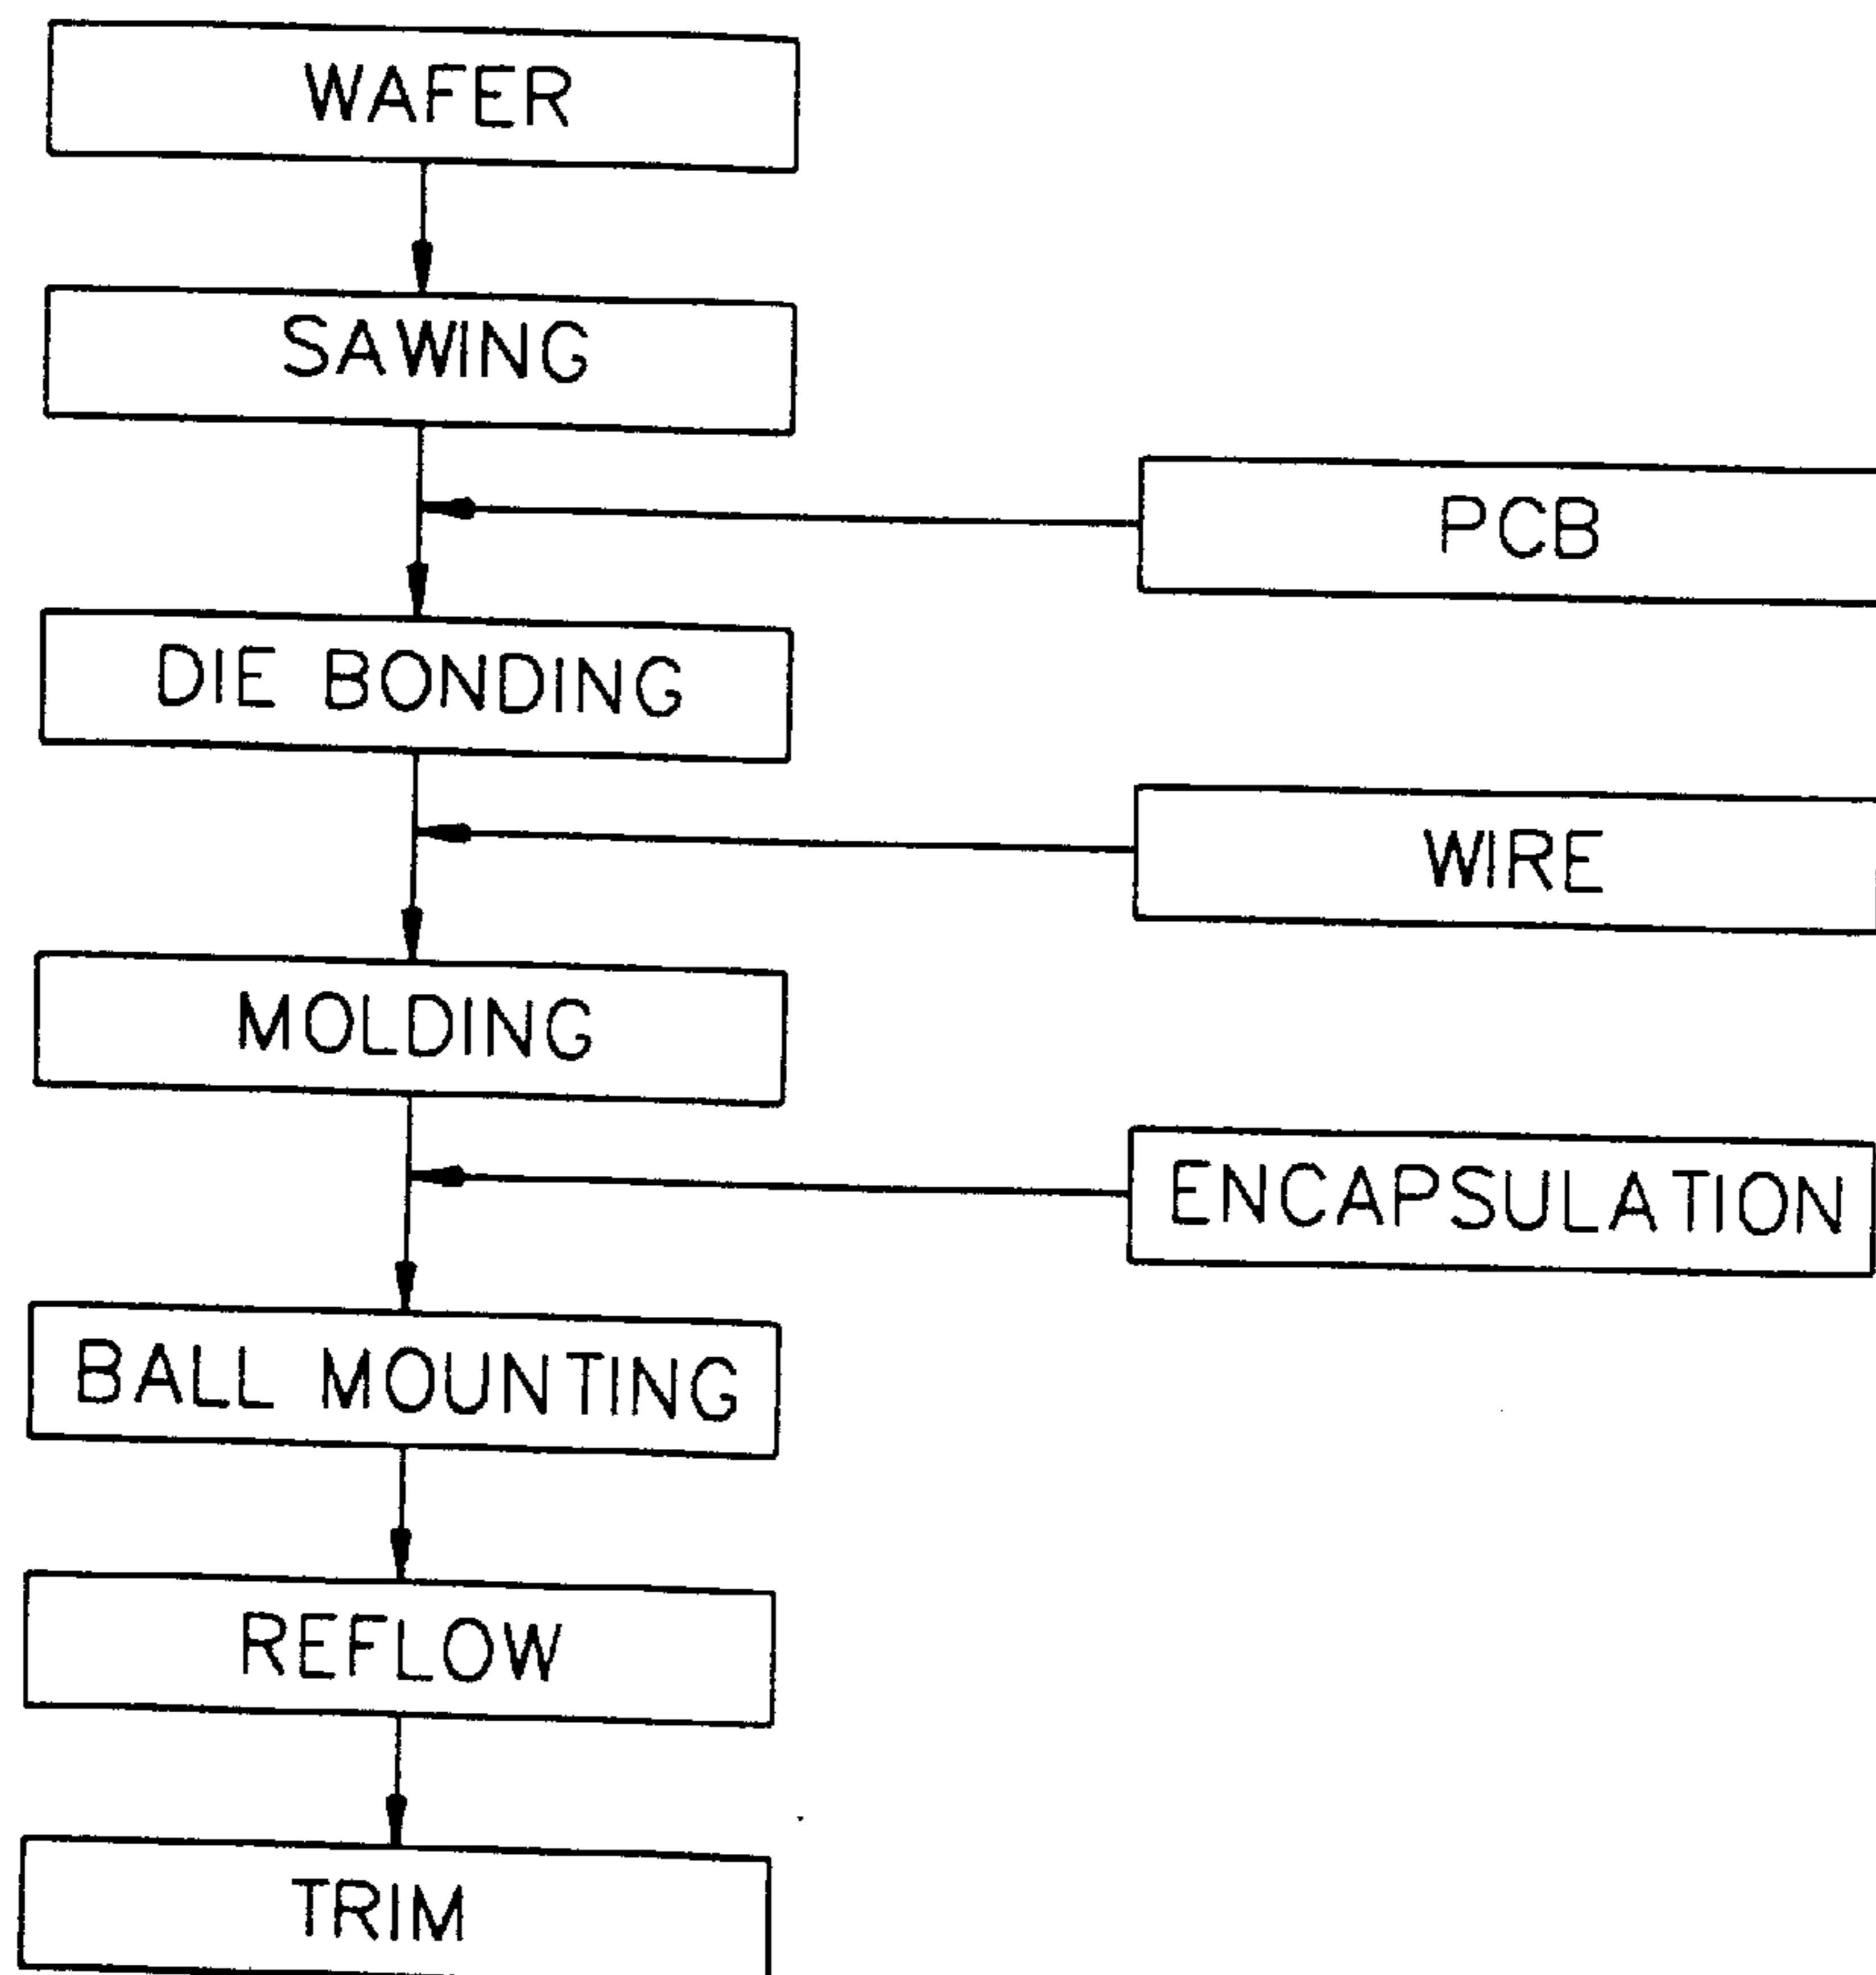 WAFER
SAWING
PCB
DIE BONDING
WIRE
MOLDING
ENCAPSULATION
BALL MOUNTING
REFLOW
TRIM